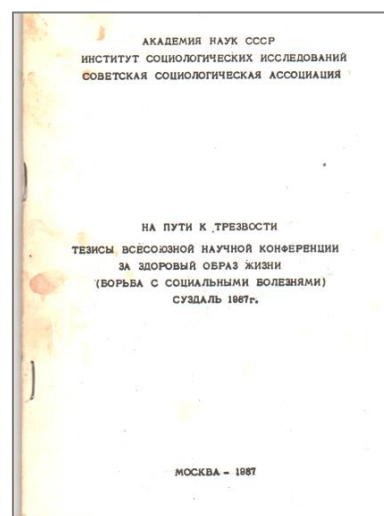 АКАДЕМИЯ НАУК СССР
ИНСТИТУТ СОЦИОЛОГИЧЕСКИХ ИССЛЕДОВАНИЙ
СОВЕТСКАЯ СОЦИОЛОГИЧЕСКАЯ АССОЦИАЦИЯ
НА ПУТИ К ТРЕЗВОСТИ
ТЕЗИСЫ ВСЕСОЮЗНОЙ НАУЧНОЙ КОНФЕРЕНЦИИ
ЗА ЗДОРОВЫЙ ОБРАЗ ЖИЗНИ
(БОРЬБА С СОЦИАЛЬНЫМИ БОЛЕЗНЯМИ)
СУЗДАЛЬ 1987г.
МОСКВА - 1987